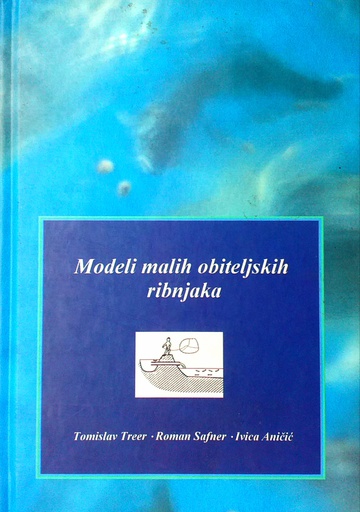 Modeli malih obiteljskih
ribnjaka
Tomislav Treer · Roman Safner · Ivica Aničić